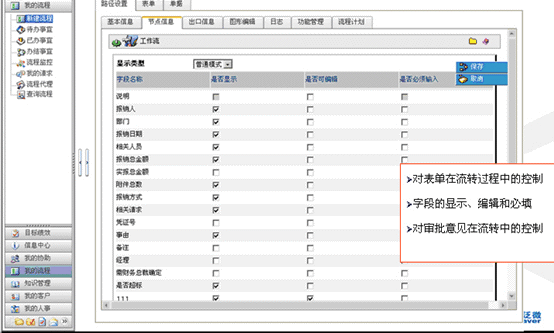 我的流程
新建流程
待办事宜
已办事宜
办结事宜
流程监控
我的请求
流程代理
查询流程
目标绩效
信息中心
我的协助
我的流程
知识管理
我的客户
我的人事
路径设置 表单 单据
基本信息 节点信息 出口信息 图形编辑 日志 功能管理 流程计划
工作流
显示类型 普通模式
保存
取消
字段名称 是否显示 是否可编辑 是否必须输入
说明
报销人
部门
报销日期
相关人员
报销总金额
实报总金额
附件总数
报销方式
相关请求
凭证号
事由
备注
经理
需财务总裁确定
是否超标
111
➢对表单在流转过程中的控制
➢字段的显示、编辑和必填
➢对审批意见在流转中的控制
泛微
ver